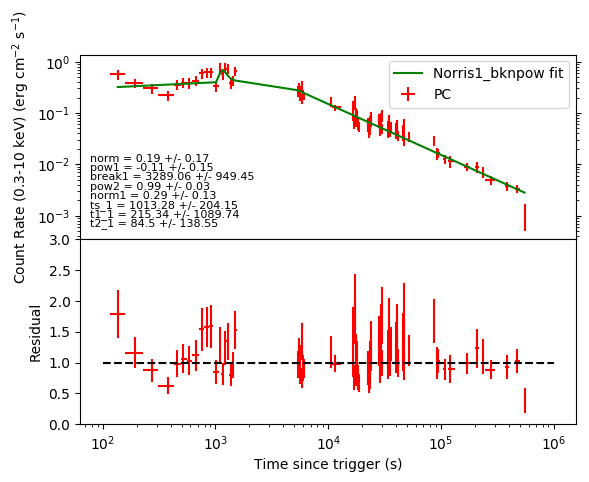 Count Rate (0.3-10 keV) (erg cm⁻² s⁻¹)
10⁰
10⁻¹
10⁻²
10⁻³
Norris1_bknpow fit
PC
norm = 0.19 +/- 0.17
pow1 = -0.11 +/- 0.15
break1 = 3289.06 +/- 949.45
pow2 = 0.99 +/- 0.03
norm1 = 0.29 +/- 0.13
ts_1 = 1013.28 +/- 204.15
t1_1 = 215.34 +/- 1089.74
t2_1 = 84.5 +/- 138.55
Residual
3.0
2.5
2.0
1.5
1.0
0.5
0.0
10² 10³ 10⁴ 10⁵ 10⁶
Time since trigger (s)